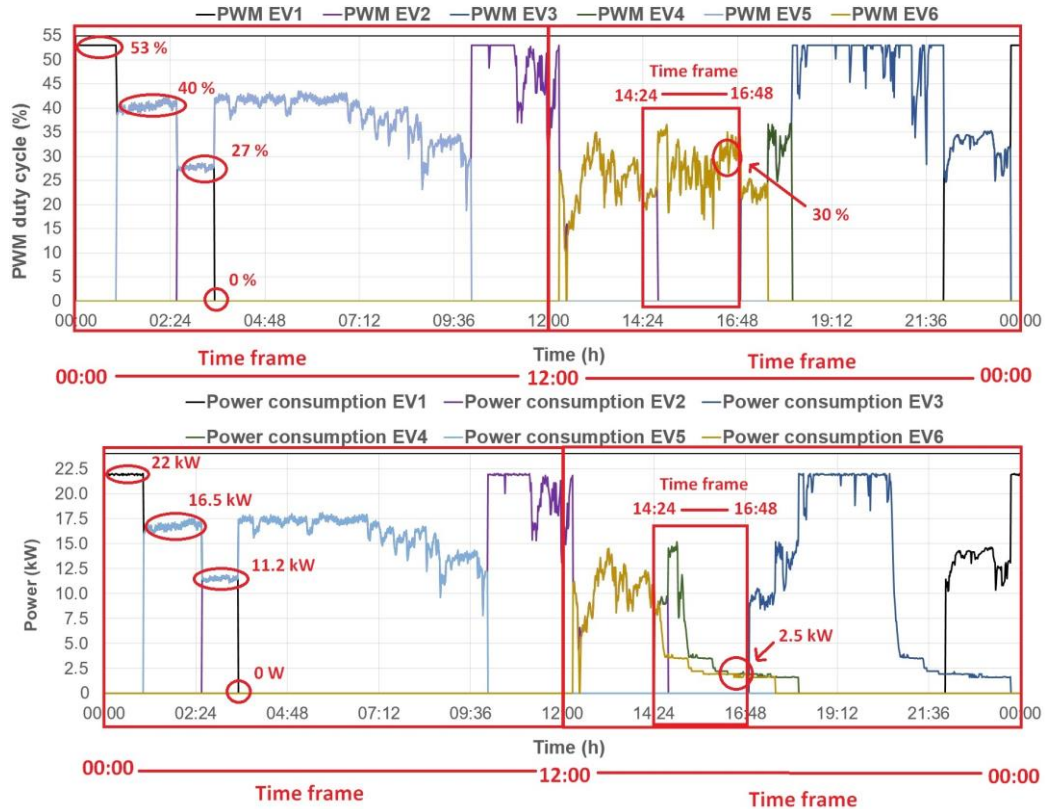 PWM EV1 PWM EV2 PWM EV3 PWM EV4 PWM EV5 PWM EV6
PWM duty cycle (%)
55
50
45
40
35
30
25
20
15
10
5
0
53 %
40 %
27 %
0 %
Time frame
14:24 16:48
30 %
00:00 02:24 04:48 07:12 09:36 12:00 14:24 16:48 19:12 21:36 00:00
Time (h)
Time frame Time frame
00:00 12:00 00:00
Power consumption EV1 Power consumption EV2 Power consumption EV3
Power consumption EV4 Power consumption EV5 Power consumption EV6
Power (kW)
22.5
20.0
17.5
15.0
12.5
10.0
7.5
5.0
2.5
0
22 kW
16.5 kW
11.2 kW
0 W
Time frame
14:24 16:48
2.5 kW
00:00 02:24 04:48 07:12 09:36 12:00 14:24 16:48 19:12 21:36 00:00
Time (h)
00:00 12:00 00:00
Time frame Time frame